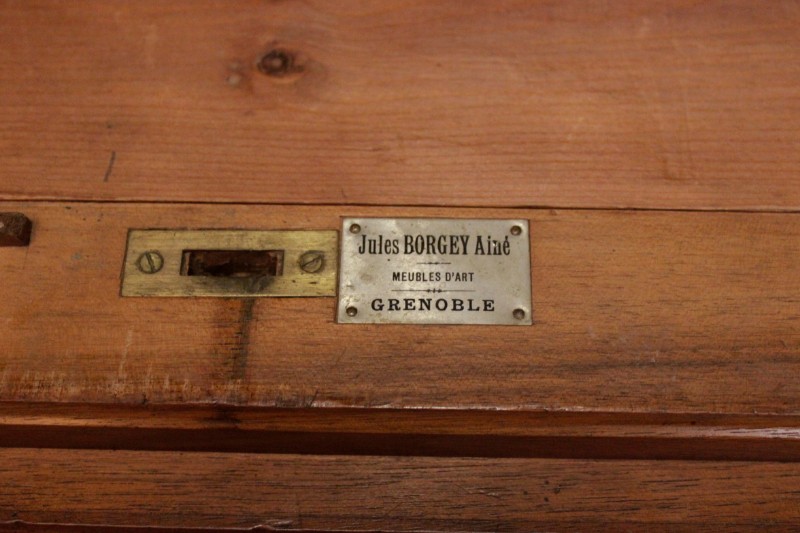 Jules BORGEY Ainé
MEUBLES D'ART
GRENOBLE